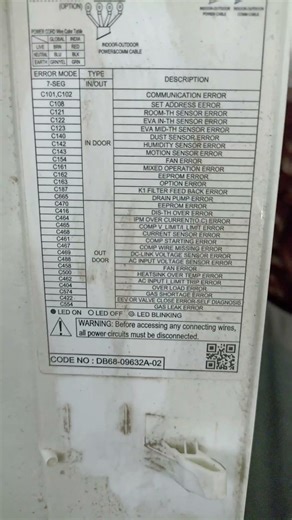 POWER CORD Wire Color Table
GLOBAL INDIA
LIVE BRN RED
NEUTRAL BLU BLK
EARTH GRN/YEL GRN
INDOOR-OUTDOOR
POWER&COMM CABLE
INDOOR-OUTDOOR
POWER CABLE
ERROR MODE TYPE DESCRIPTION
7-SEG IN/OUT
C101,C102 COMMUNICATION ERROR
C108 SET ADDRESS EERROR
C121 ROOM-TH SENSOR ERROR
C122 EVA IN-TH SENSOR ERROR
C123 EVA MID-TH SENSOR ERROR
C140 DUST SENSOR ERROR
C142 IN DOOR HUMIDITY SENSOR ERROR
C143 MOTION SENSOR ERROR
C154 FAN ERROR
C161 MIXED OPERATION ERROR
C162 EEPROM ERROR
C163 OPTION ERROR
C187 K1 FILTER FEED BACK ERROR
C665 DRAIN PUMP ERROR
C470 EEPROM ERROR
C416 DIS-TH OVER ERROR
C464 IPM OVER CURRENT(O.C) ERROR
C465 COMP V. LIMIT/I. LIMIT ERROR
C468 CURRENT SENSOR ERROR
C461 COMP STARTING ERROR
C467 COMP WIRE MISSING ERROR
C469 OUT DOOR DC-LINK VOLTAGE SENSOR ERROR
C488 AC INPUT VOLTAGE SENSOR ERROR
C458 FAN ERROR
C500 HEATSINK OVER TEMP ERROR
C462 AC INPUT I.LIMIT TRIP ERROR
C404 OVER LOAD ERROR
C574 GAS SHORTAGE ERROR
C422 EEV OR VALVE CLOSE ERROR-SELF DIAGNOSIS
C554 GAS LEAK ERROR
LED ON LED OFF LED BLINKING
WARNING: Before accessing any connecting wires,
all power circuits must be disconnected.
CODE NO : DB68-09632A-02